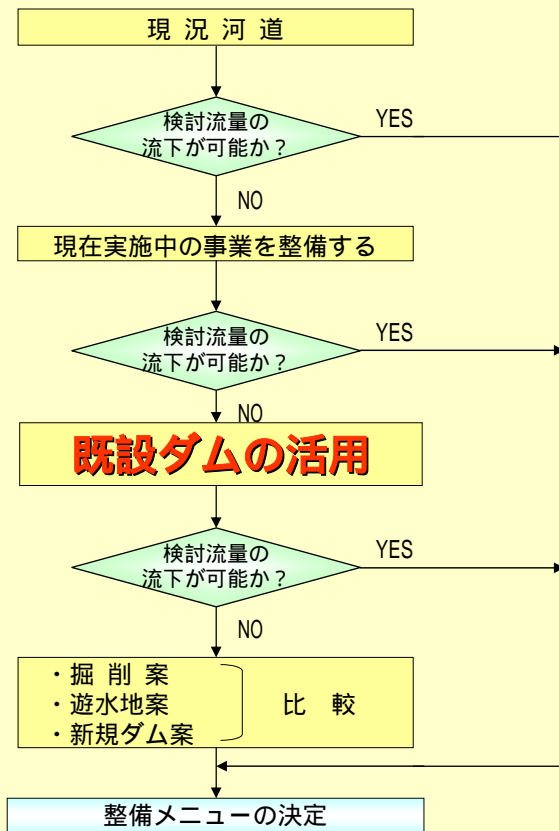 現 況 河 道
検討流量の
流下が可能か？
YES
NO
現在実施中の事業を整備する
検討流量の
流下が可能か？
YES
NO
既設ダムの活用
検討流量の
流下が可能か？
YES
NO
・掘 削 案
・遊水地案
・新規ダム案
比 較
整備メニューの決定